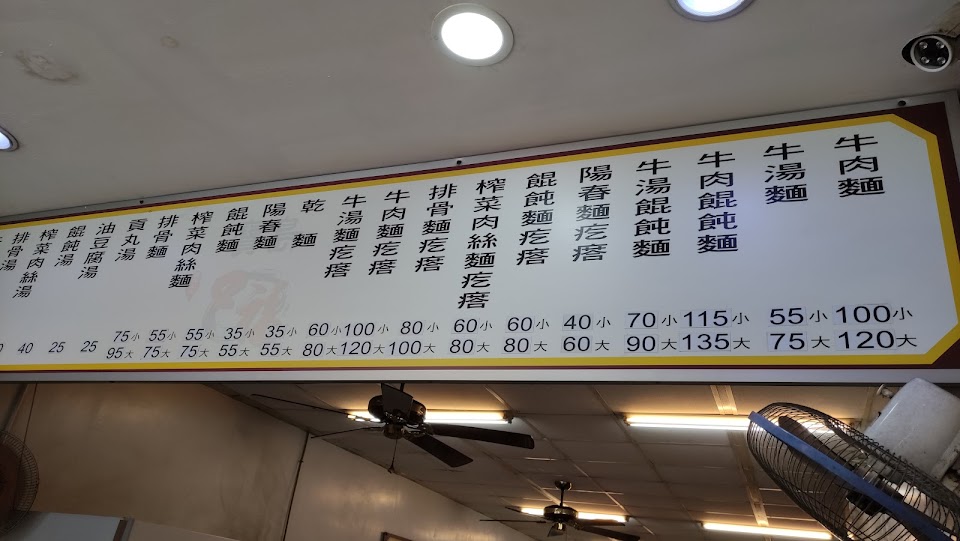 牛肉麵
100小
120大
牛湯麵
55小
75大
牛肉餛飩麵
115小
135大
牛湯餛飩麵
70小
90大
陽春麵疙瘩
40小
60大
餛飩麵疙瘩
60小
80大
榨菜肉絲麵疙瘩
60小
80大
排骨麵疙瘩
80小
100大
牛肉麵疙瘩
100小
120大
牛湯麵疙瘩
60小
80大
乾麵
35小
55大
陽春麵
35小
55大
餛飩麵
55小
75大
榨菜肉絲麵
55小
75大
排骨麵
75小
95大
貢丸湯
25
油豆腐湯
25
餛飩湯
40
榨菜肉絲湯
排骨湯